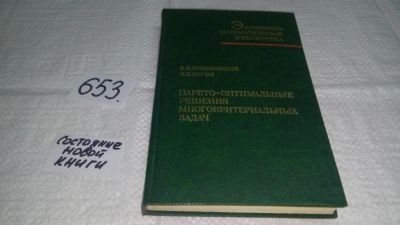 653.
состояние
новой
книги
Экономико-
математическая
библиотека
В.В.ПОДИНОВСКИЙ
В.Д.НОГИН
ПАРЕТО-ОПТИМАЛЬНЫЕ
РЕШЕНИЯ
МНОГОКРИТЕРИАЛЬНЫХ
ЗАДАЧ